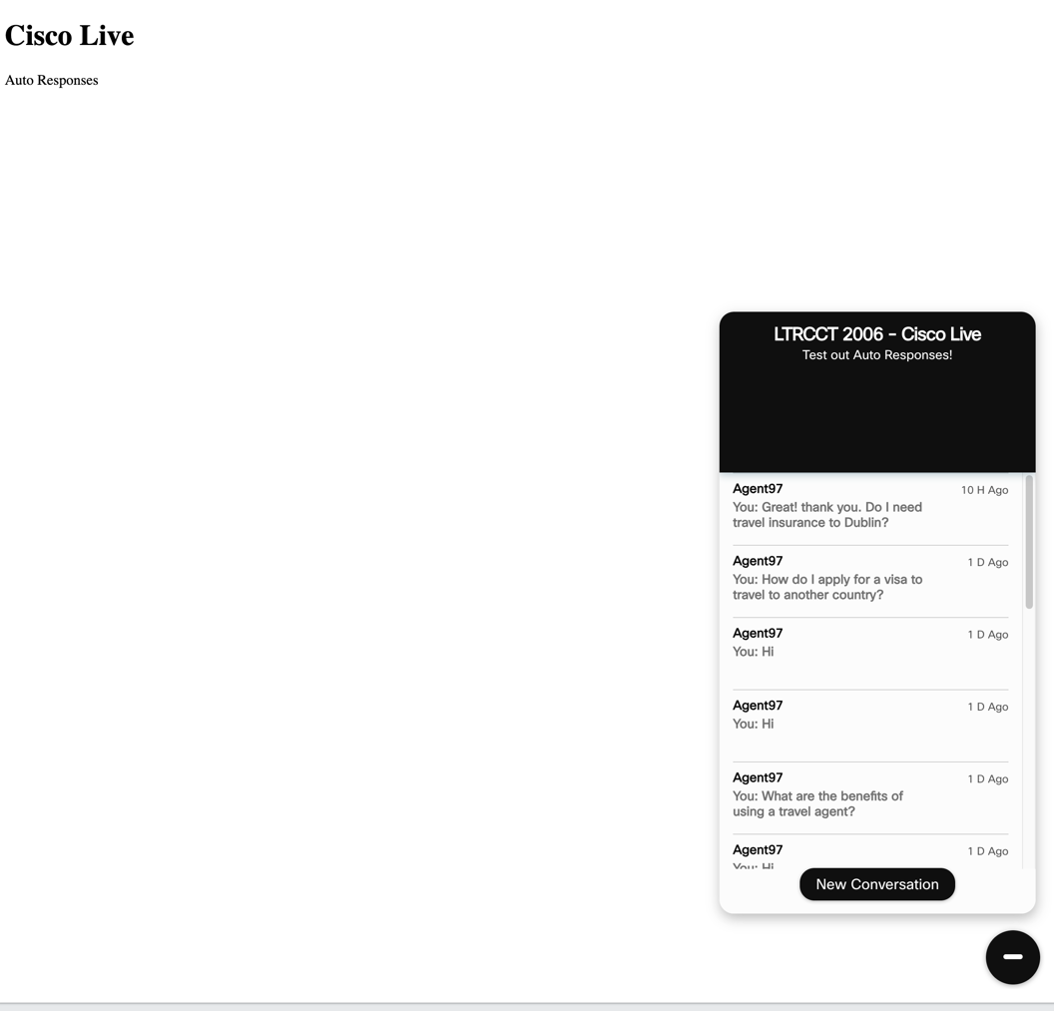 Cisco Live
Auto Responses
LTRCCT 2006 - Cisco Live
Test out Auto Responses!
Agent97
10 H Ago
You: Great! thank you. Do I need
travel insurance to Dublin?
Agent97
1 D Ago
You: How do I apply for a visa to
travel to another country?
Agent97
1 D Ago
You: Hi
Agent97
1 D Ago
You: Hi
Agent97
1 D Ago
You: What are the benefits of
using a travel agent?
Agent97
1 D Ago
You: Hi
New Conversation